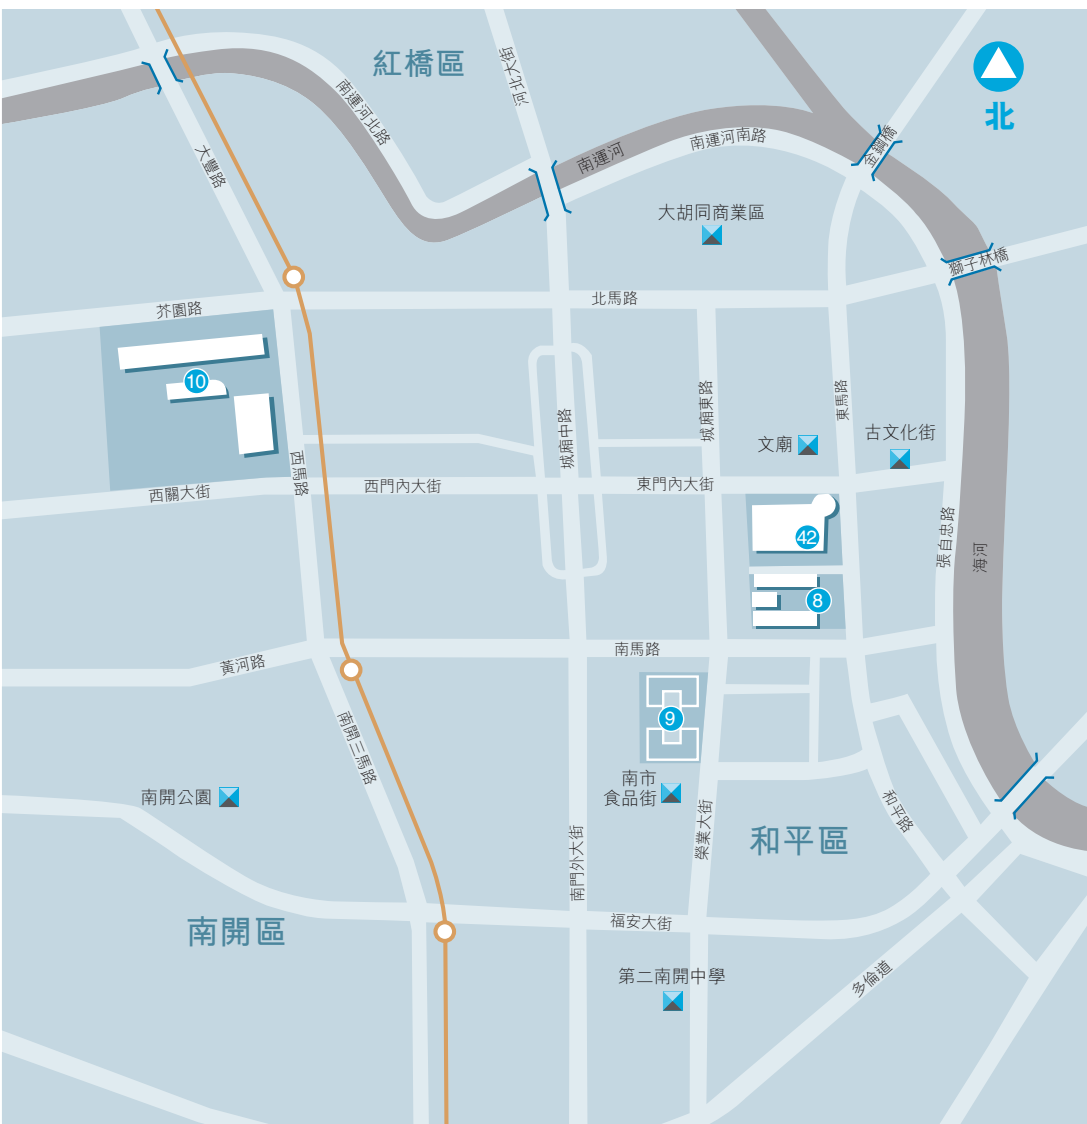 紅橋區
北
河北大街
南運河北路
金鋼橋
南運河南路
南運河
大豐路
大胡同商業區
獅子林橋
北馬路
芥園路
10
城廂東路
東馬路
城廂中路
文廟
古文化街
西馬路
西關大街
西門內大街
東門內大街
張自忠路
42
海河
8
南馬路
黃河路
9
南開三馬路
南市
食品街
南開公園
和平路
榮業大街
和平區
南門外大街
南開區
福安大街
第二南開中學
多倫道